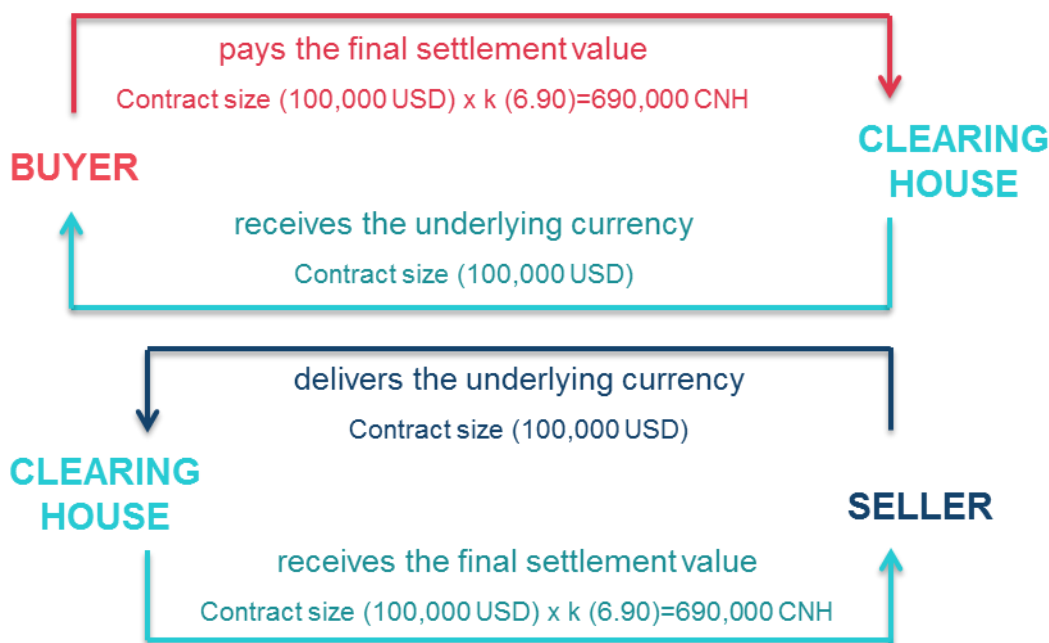 pays the final settlement value
Contract size (100,000 USD) x k (6.90)=690,000 CNH
BUYER
CLEARING
HOUSE
receives the underlying currency
Contract size (100,000 USD)
delivers the underlying currency
Contract size (100,000 USD)
CLEARING
HOUSE
SELLER
receives the final settlement value
Contract size (100,000 USD) x k (6.90)=690,000 CNH